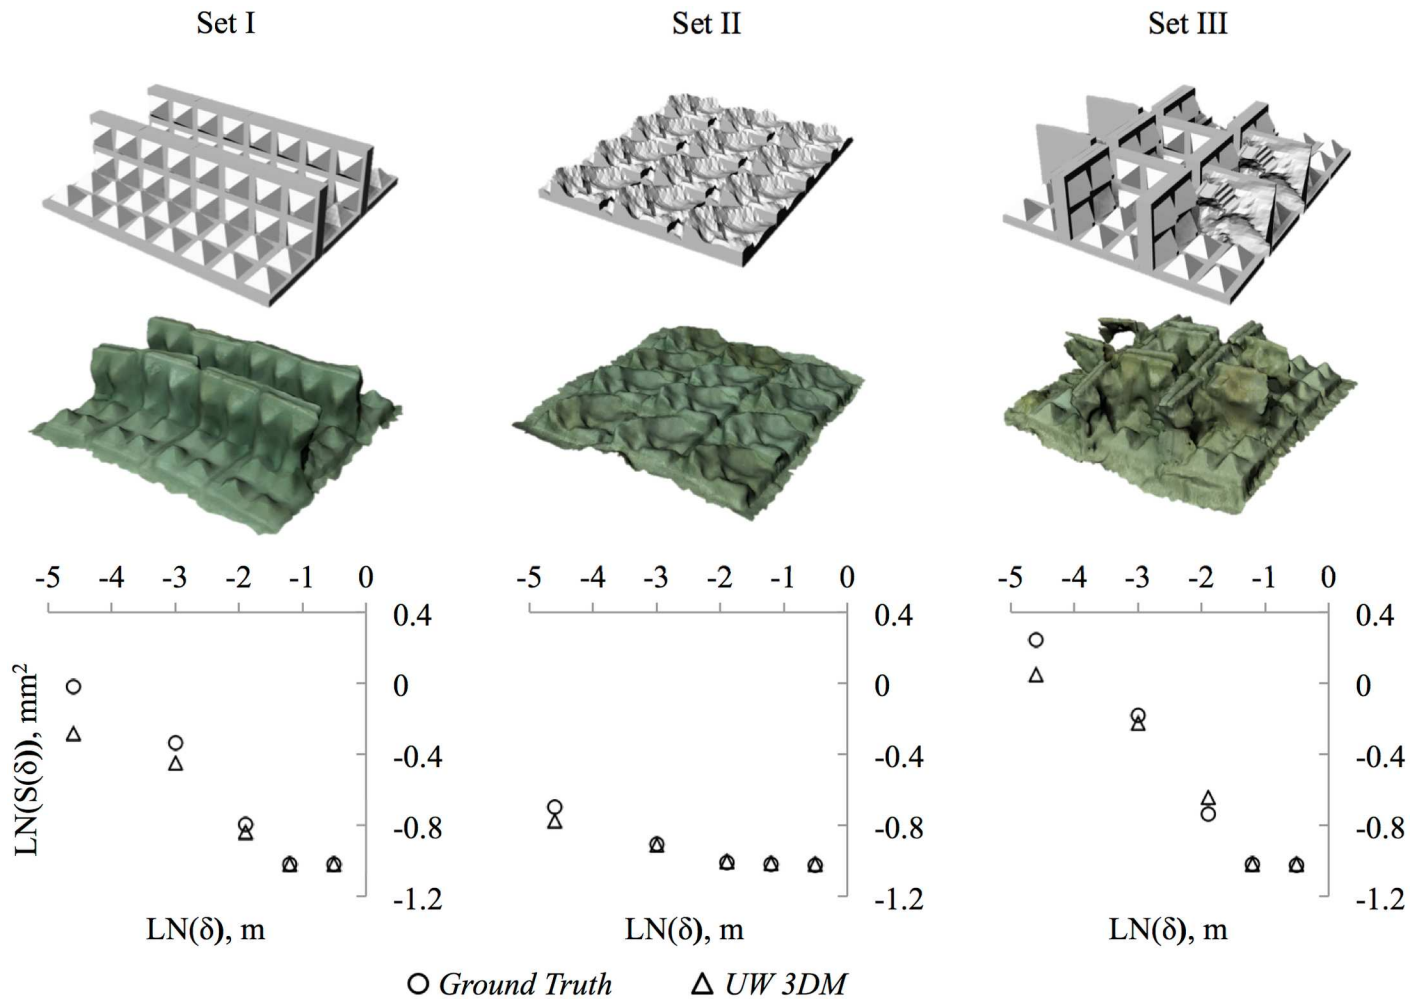 Set I Set II Set III
-5 -4 -3 -2 -1 0 -5 -4 -3 -2 -1 0 -5 -4 -3 -2 -1 0
0.4 0.4 0.4
0 0 0
-0.4 -0.4 -0.4
-0.8 -0.8 -0.8
-1.2 -1.2 -1.2
LN(S(δ)), mm²
LN(δ), m LN(δ), m LN(δ), m
Ground Truth UW 3DM